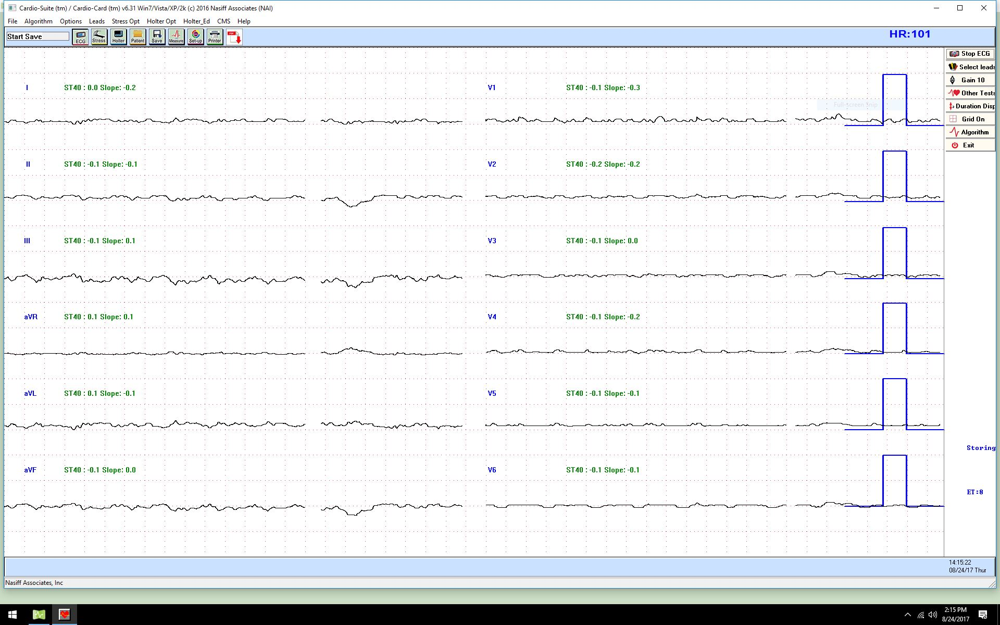 Cardio-Suite (tm) / Cardio-Card (tm) v6.31 Win7/Vista/XP/2k (c) 2016 Nasiff Associates (NAI)
File Algorithm Options Leads Stress Opt Holter Opt Holter_Ed CMS Help
Start Save ECG Stress Holter Patient Save Measure Set-up Printer PDF HR:101
Stop ECG
Select leads
Gain 10
Other Tests
Duration Disp
Grid On
Algorithm
Exit
I ST40 : 0.0 Slope: -0.2 V1 ST40 : -0.1 Slope: -0.3
Full-screen Snip
II ST40 : -0.1 Slope: -0.1 V2 ST40 : -0.2 Slope: -0.2
III ST40 : -0.1 Slope: 0.1 V3 ST40 : -0.1 Slope: 0.0
aVR ST40 : 0.1 Slope: 0.1 V4 ST40 : -0.1 Slope: -0.2
aVL ST40 : 0.1 Slope: -0.1 V5 ST40 : -0.1 Slope: -0.1
Storing
aVF ST40 : -0.1 Slope: 0.0 V6 ST40 : -0.1 Slope: -0.1
ET:8
14:15:22
08/24/17 Thur
Nasiff Associates, Inc
2:15 PM
8/24/2017